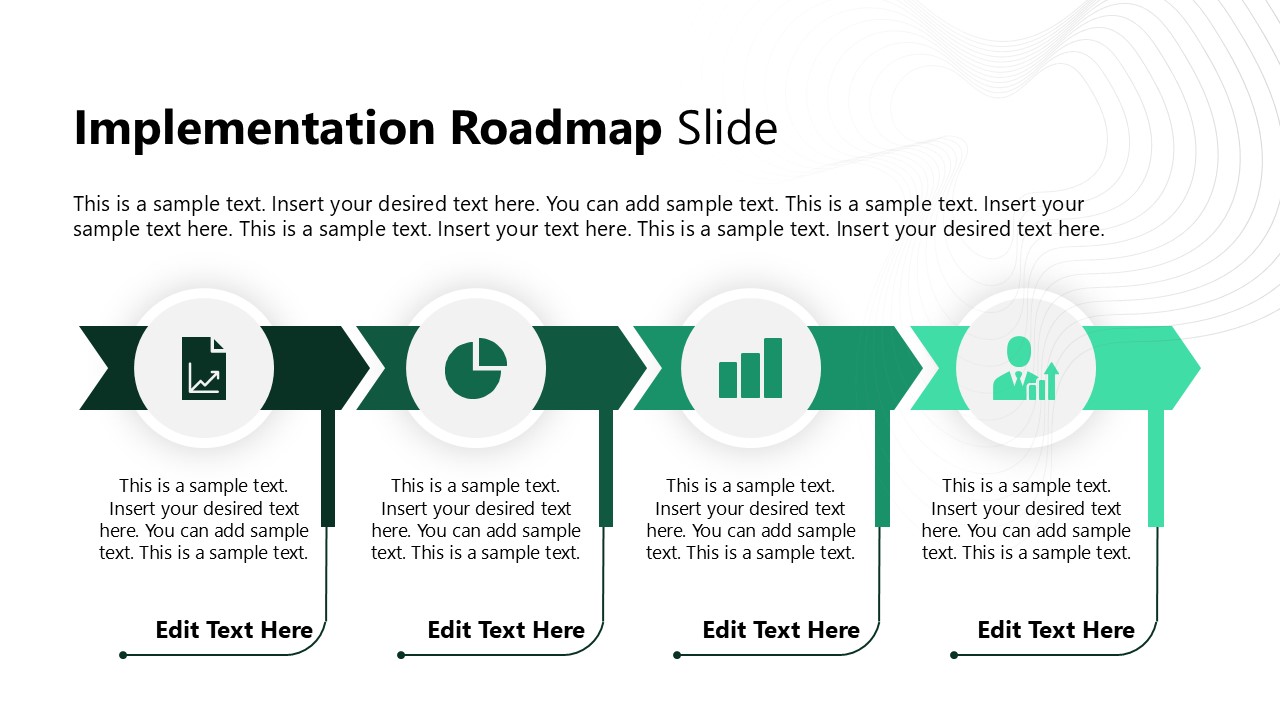 Implementation Roadmap Slide
This is a sample text. Insert your desired text here. You can add sample text. This is a sample text. Insert your
sample text here. This is a sample text. Insert your text here. This is a sample text. Insert your desired text here.
This is a sample text.
Insert your desired text
here. You can add sample
text. This is a sample text.
Edit Text Here
This is a sample text.
Insert your desired text
here. You can add sample
text. This is a sample text.
Edit Text Here
This is a sample text.
Insert your desired text
here. You can add sample
text. This is a sample text.
Edit Text Here
This is a sample text.
Insert your desired text
here. You can add sample
text. This is a sample text.
Edit Text Here